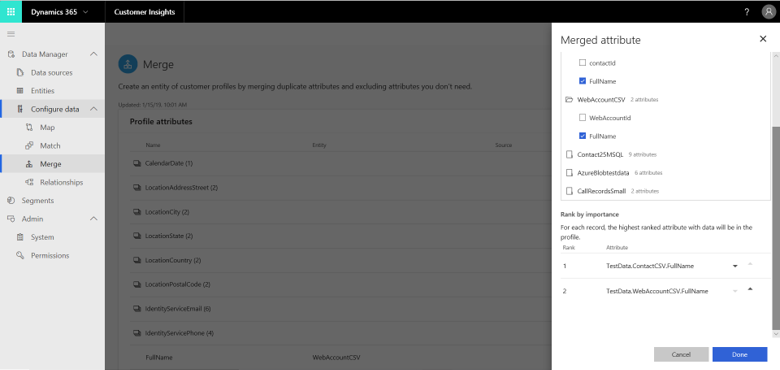 Dynamics 365
Customer Insights
?
Data Manager
Data sources
Entities
Configure data
Map
Match
Merge
Relationships
Segments
Admin
System
Permissions
Merge
Create an entity of customer profiles by merging duplicate attributes and excluding attributes you don't need.
Updated: 1/15/19, 10:01 AM
Profile attributes
Name Entity Source
CalendarDate (1)
LocationAddressStreet (2)
LocationCity (2)
LocationState (2)
LocationCountry (2)
LocationPostalCode (2)
IdentityServiceEmail (6)
IdentityServicePhone (4)
FullName WebAccountCSV
Merged attribute
contactId
FullName
WebAccountCSV 2 attributes
WebAccountId
FullName
Contact25MSQL 9 attributes
AzureBlobtestdata 6 attributes
CallRecordsSmall 2 attributes
Rank by importance
For each record, the highest ranked attribute with data will be in the
profile.
Rank Attribute
1 TestData.ContactCSV.FullName
2 TestData.WebAccountCSV.FullName
Cancel Done